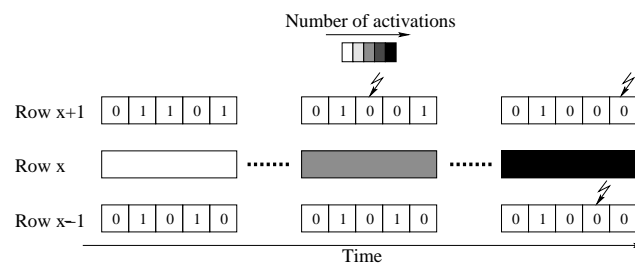 Number of activations
Row x+1 0 1 1 0 1 0 1 0 0 1 0 1 0 0 0
Row x
Row x-1 0 1 0 1 0 0 1 0 1 0 0 1 0 0 0
Time